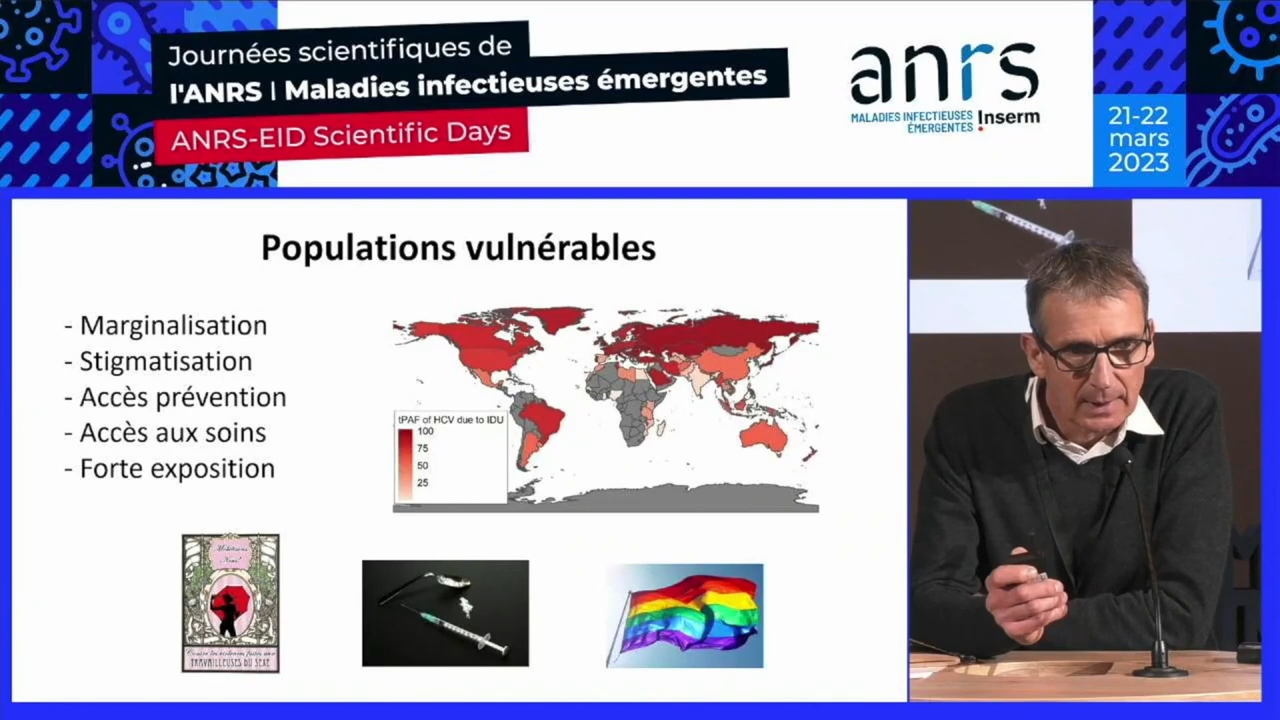 Journées scientifiques de
l'ANRS | Maladies infectieuses émergentes
ANRS-EID Scientific Days
anrs
MALADIES INFECTIEUSES
ÉMERGENTES Inserm
21-22
mars
2023
Populations vulnérables
- Marginalisation
- Stigmatisation
- Accès prévention
- Accès aux soins
- Forte exposition
tPAF of HCV due to IDU
100
75
50
25
TRAVAILLEUSES DU SEXE